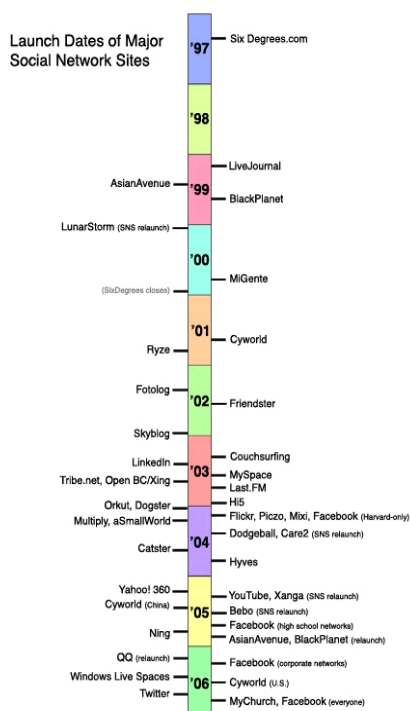 Launch Dates of Major
Social Network Sites
'97
Six Degrees.com
'98
LiveJournal
AsianAvenue
'99
BlackPlanet
LunarStorm (SNS relaunch)
'00
MiGente
(SixDegrees closes)
'01
Cyworld
Ryze
Fotolog
'02
Friendster
Skyblog
Couchsurfing
LinkedIn
'03
MySpace
Tribe.net, Open BC/Xing
Last.FM
Hi5
Orkut, Dogster
Flickr, Piczo, Mixi, Facebook (Harvard-only)
Multiply, aSmallWorld
Dodgeball, Care2 (SNS relaunch)
'04
Catster
Hyves
Yahoo! 360
YouTube, Xanga (SNS relaunch)
Cyworld (China)
'05
Bebo (SNS relaunch)
Facebook (high school networks)
Ning
AsianAvenue, BlackPlanet (relaunch)
QQ (relaunch)
Facebook (corporate networks)
Windows Live Spaces
'06
Cyworld (U.S.)
Twitter
MyChurch, Facebook (everyone)